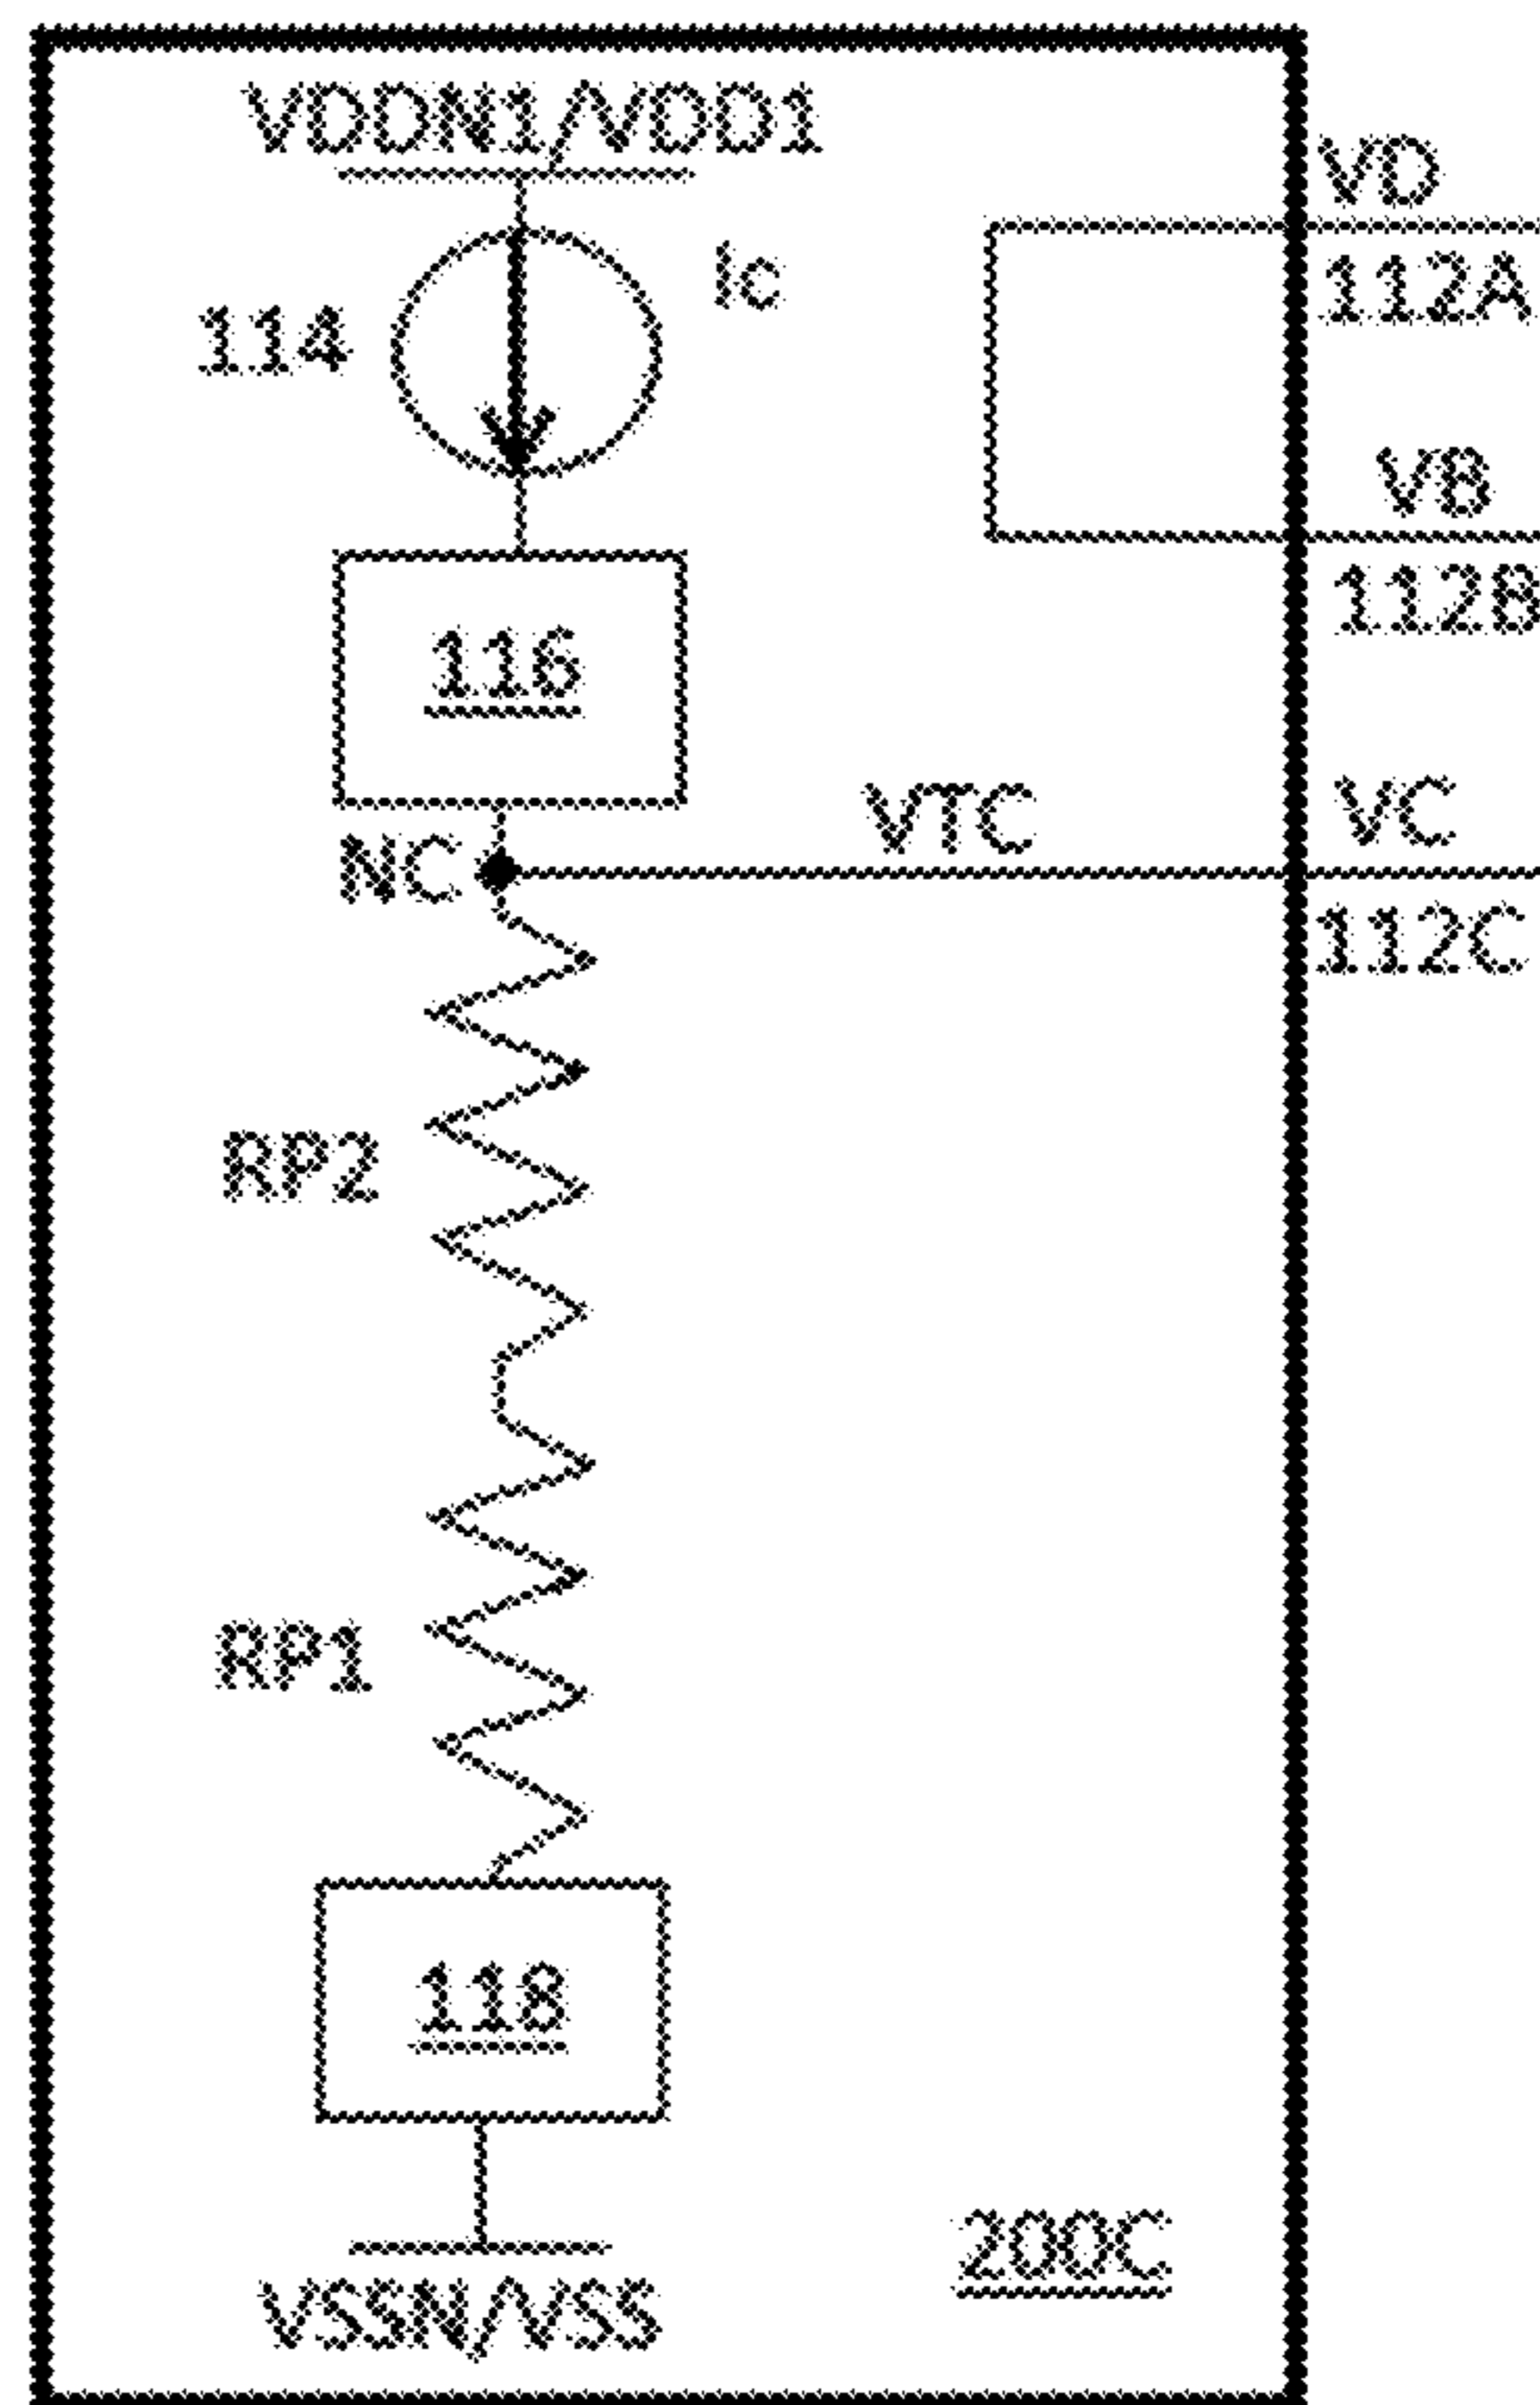 VDDN1/VDD1
VD
Ic
112A
114
VB
112B
116
VTC
VC
NC
112C
RP2
RP1
118
200C
VSSN/VSS